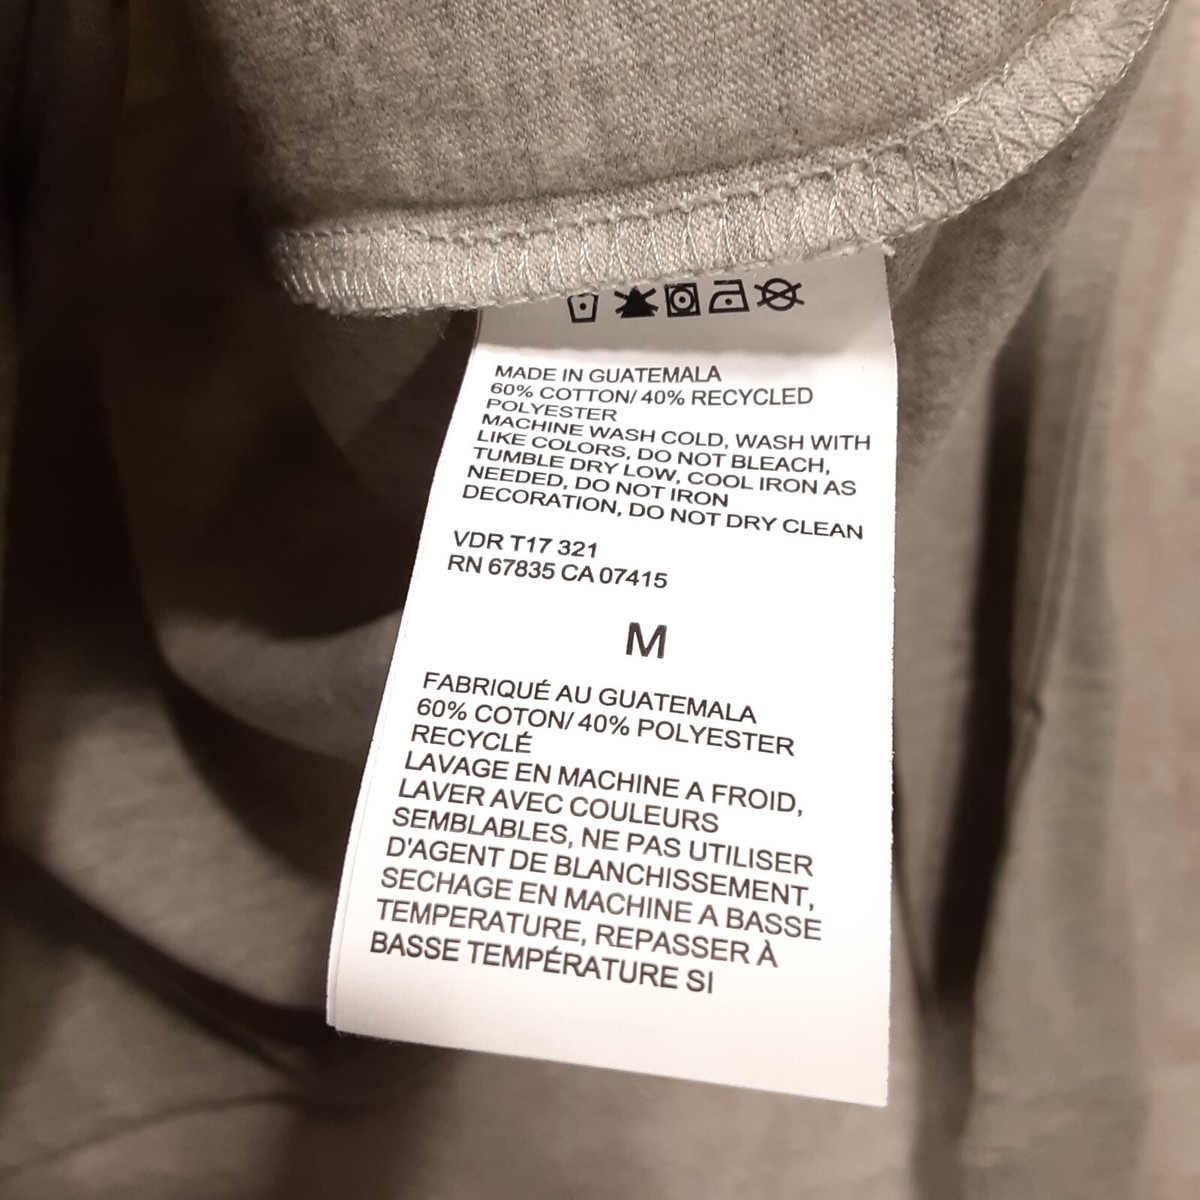 MADE IN GUATEMALA
60% COTTON/ 40% RECYCLED
POLYESTER
MACHINE WASH COLD, WASH WITH
LIKE COLORS, DO NOT BLEACH,
TUMBLE DRY LOW, COOL IRON AS
NEEDED, DO NOT IRON
DECORATION, DO NOT DRY CLEAN
VDR T17 321
RN 67835 CA 07415
M
FABRIQUÉ AU GUATEMALA
60% COTON/ 40% POLYESTER
RECYCLÉ
LAVAGE EN MACHINE A FROID,
LAVER AVEC COULEURS
SEMBLABLES, NE PAS UTILISER
D'AGENT DE BLANCHISSEMENT,
SECHAGE EN MACHINE A BASSE
TEMPERATURE, REPASSER À
BASSE TEMPÉRATURE SI